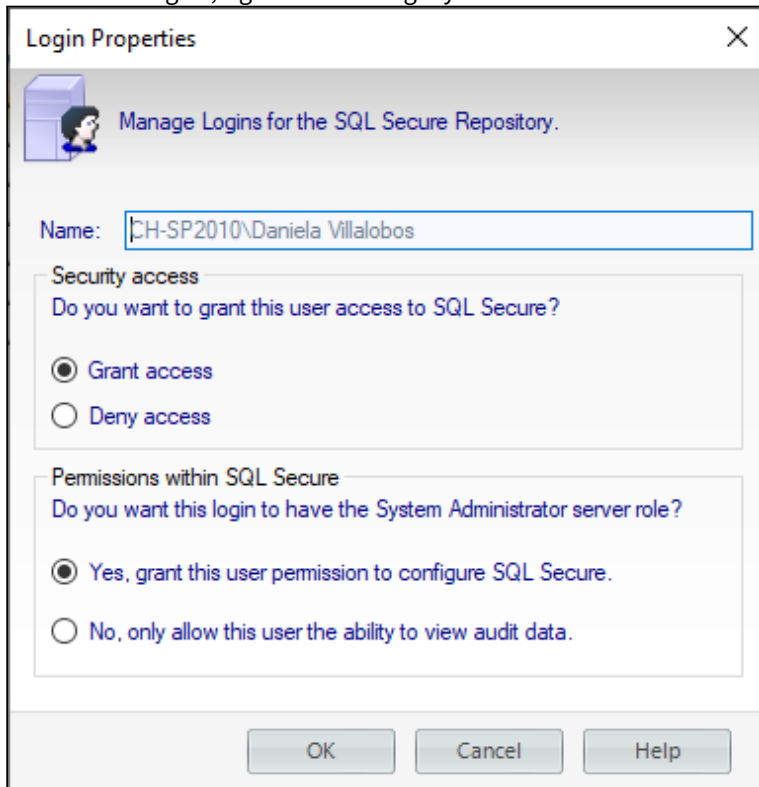 Login Properties
Manage Logins for the SQL Secure Repository.
Name: CH-SP2010\Daniela Villalobos
Security access
Do you want to grant this user access to SQL Secure?
Grant access
Deny access
Permissions within SQL Secure
Do you want this login to have the System Administrator server role?
Yes, grant this user permission to configure SQL Secure.
No, only allow this user the ability to view audit data.
OK Cancel Help